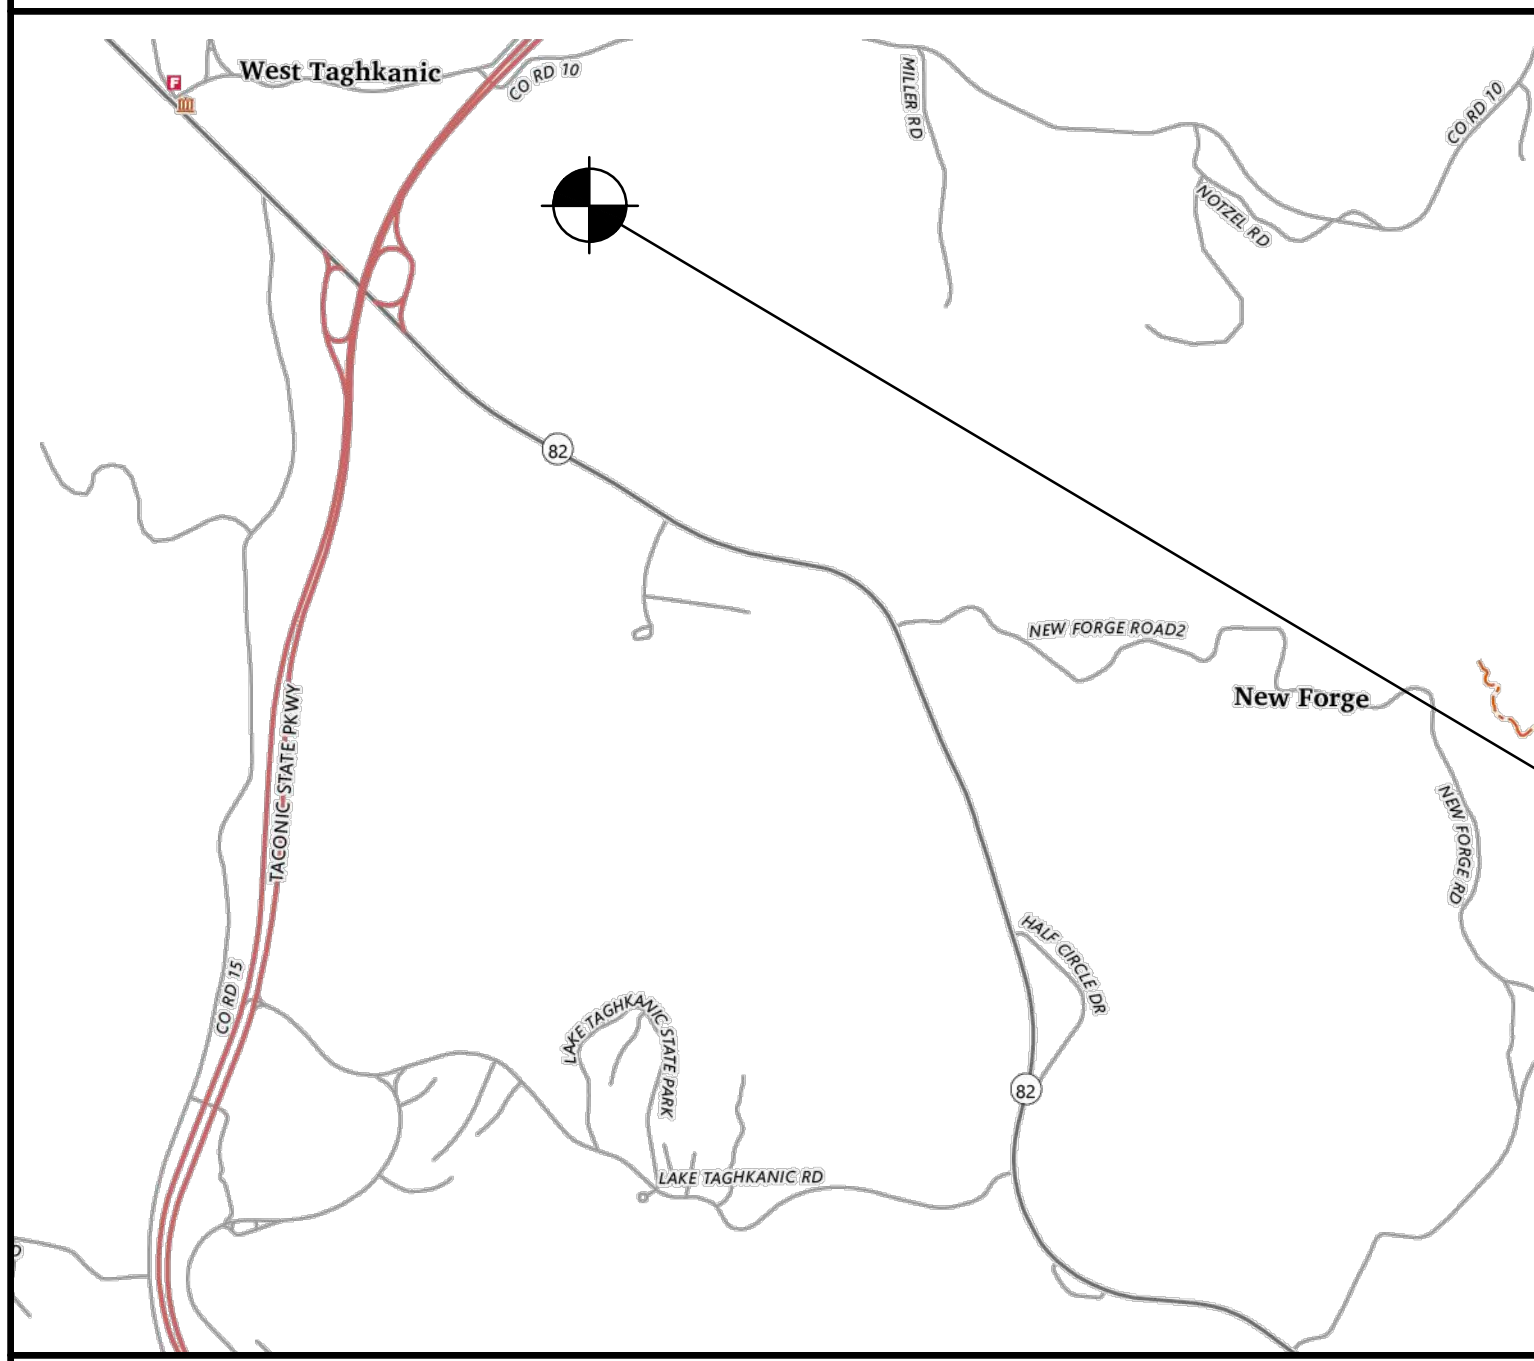 West Taghkanic
F
CO RD 10
MILLER RD
CO RD 10
NOTZEL RD
82
NEW FORGE ROAD2
New Forge
TACONIC STATE PKWY
NEW FORGE RD
HALF CIRCLE DR
CO RD 15
LAKE TAGHKANIC STATE PARK
82
LAKE TAGHKANIC RD